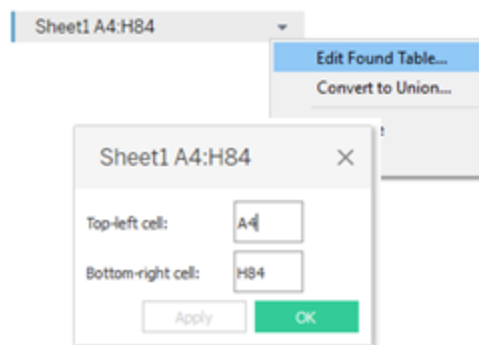 Sheet1 A4:H84
Edit Found Table...
Convert to Union...
Sheet1 A4:H84
Top-left cell:
A4
Bottom-right cell:
H84
Apply
OK